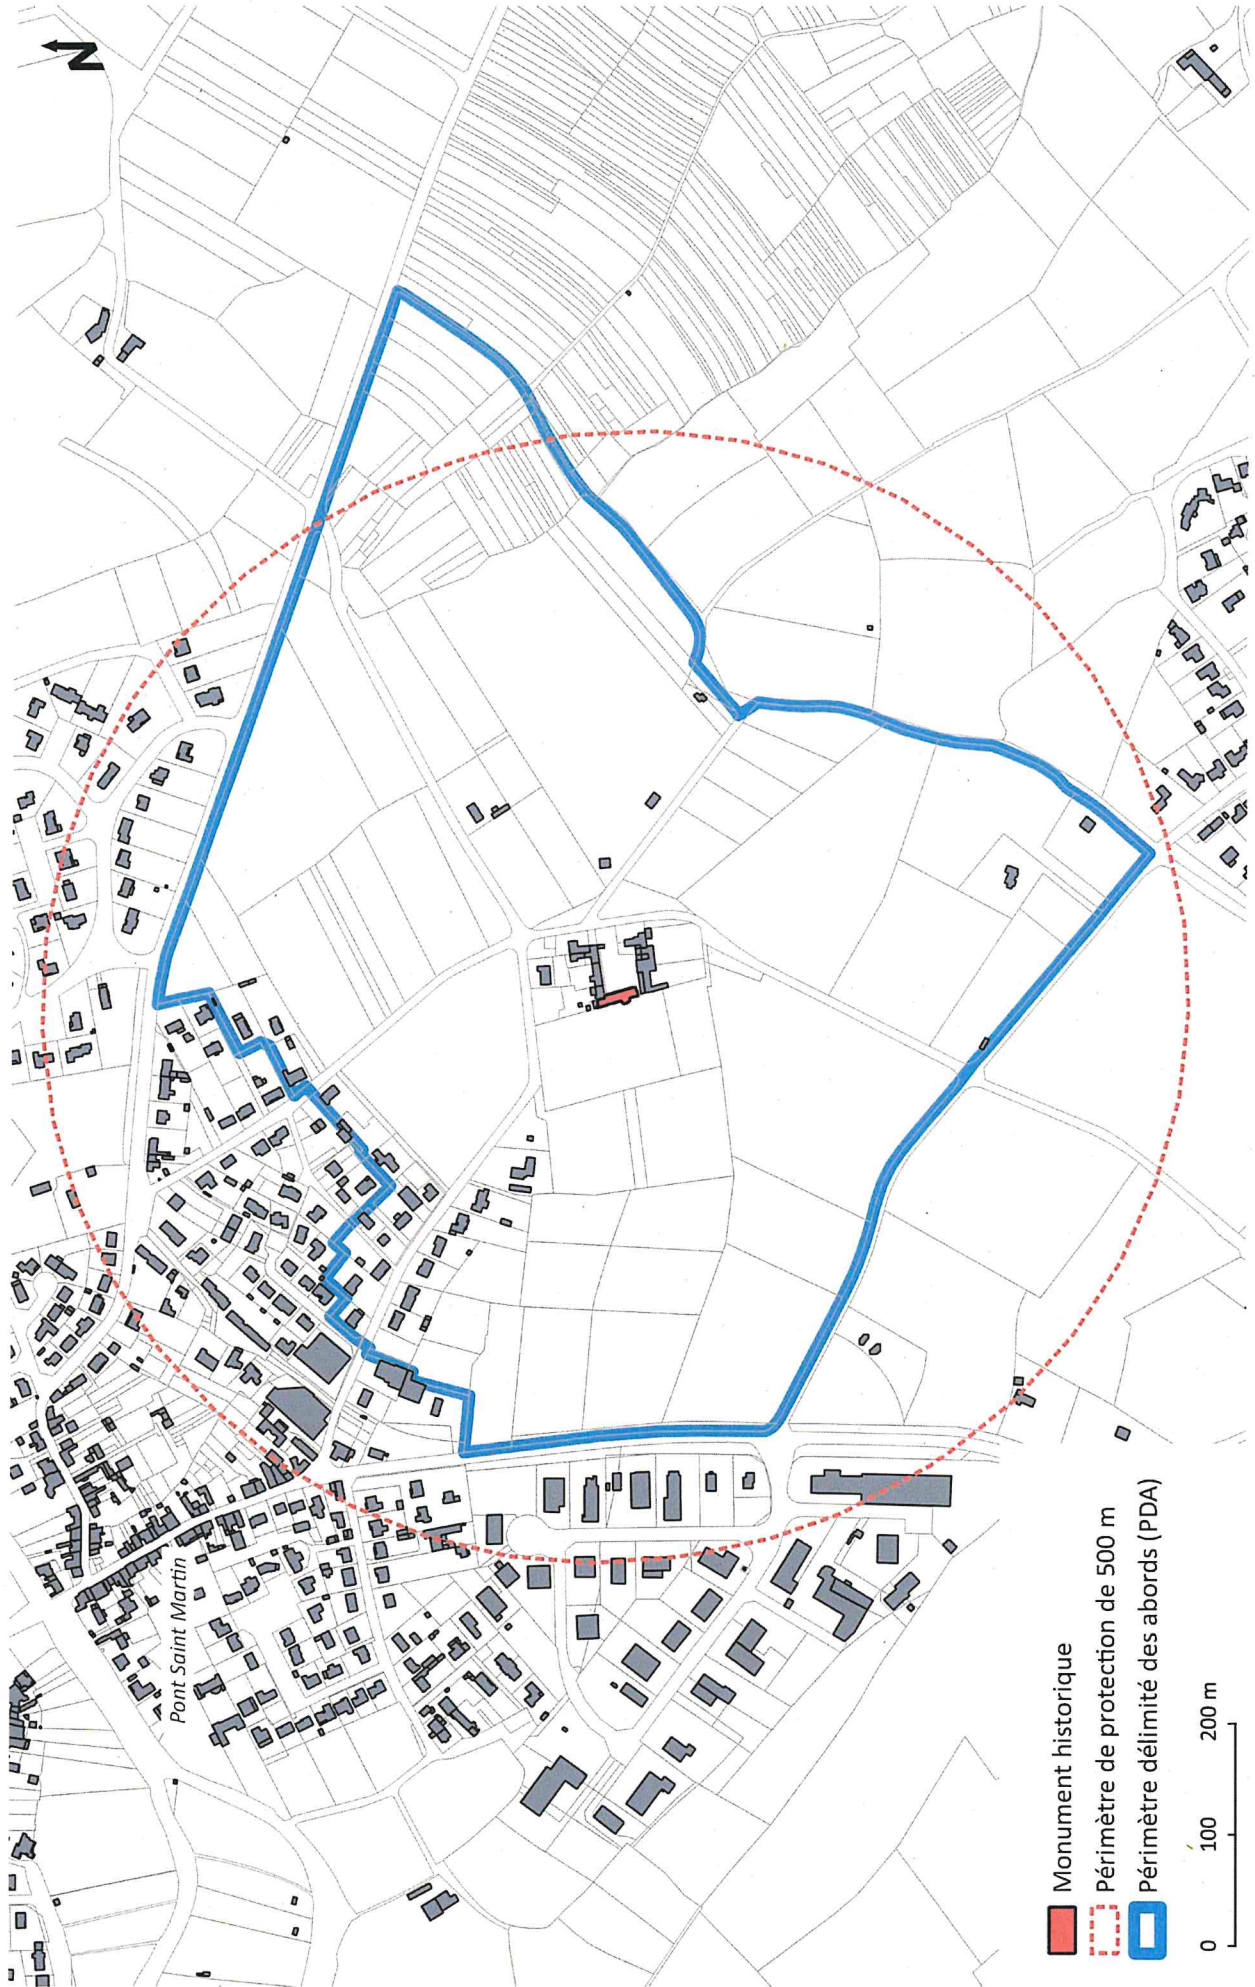 N
Pont Saint Martin
Monument historique
Périmètre de protection de 500 m
Périmètre délimité des abords (PDA)
0 100 200 m